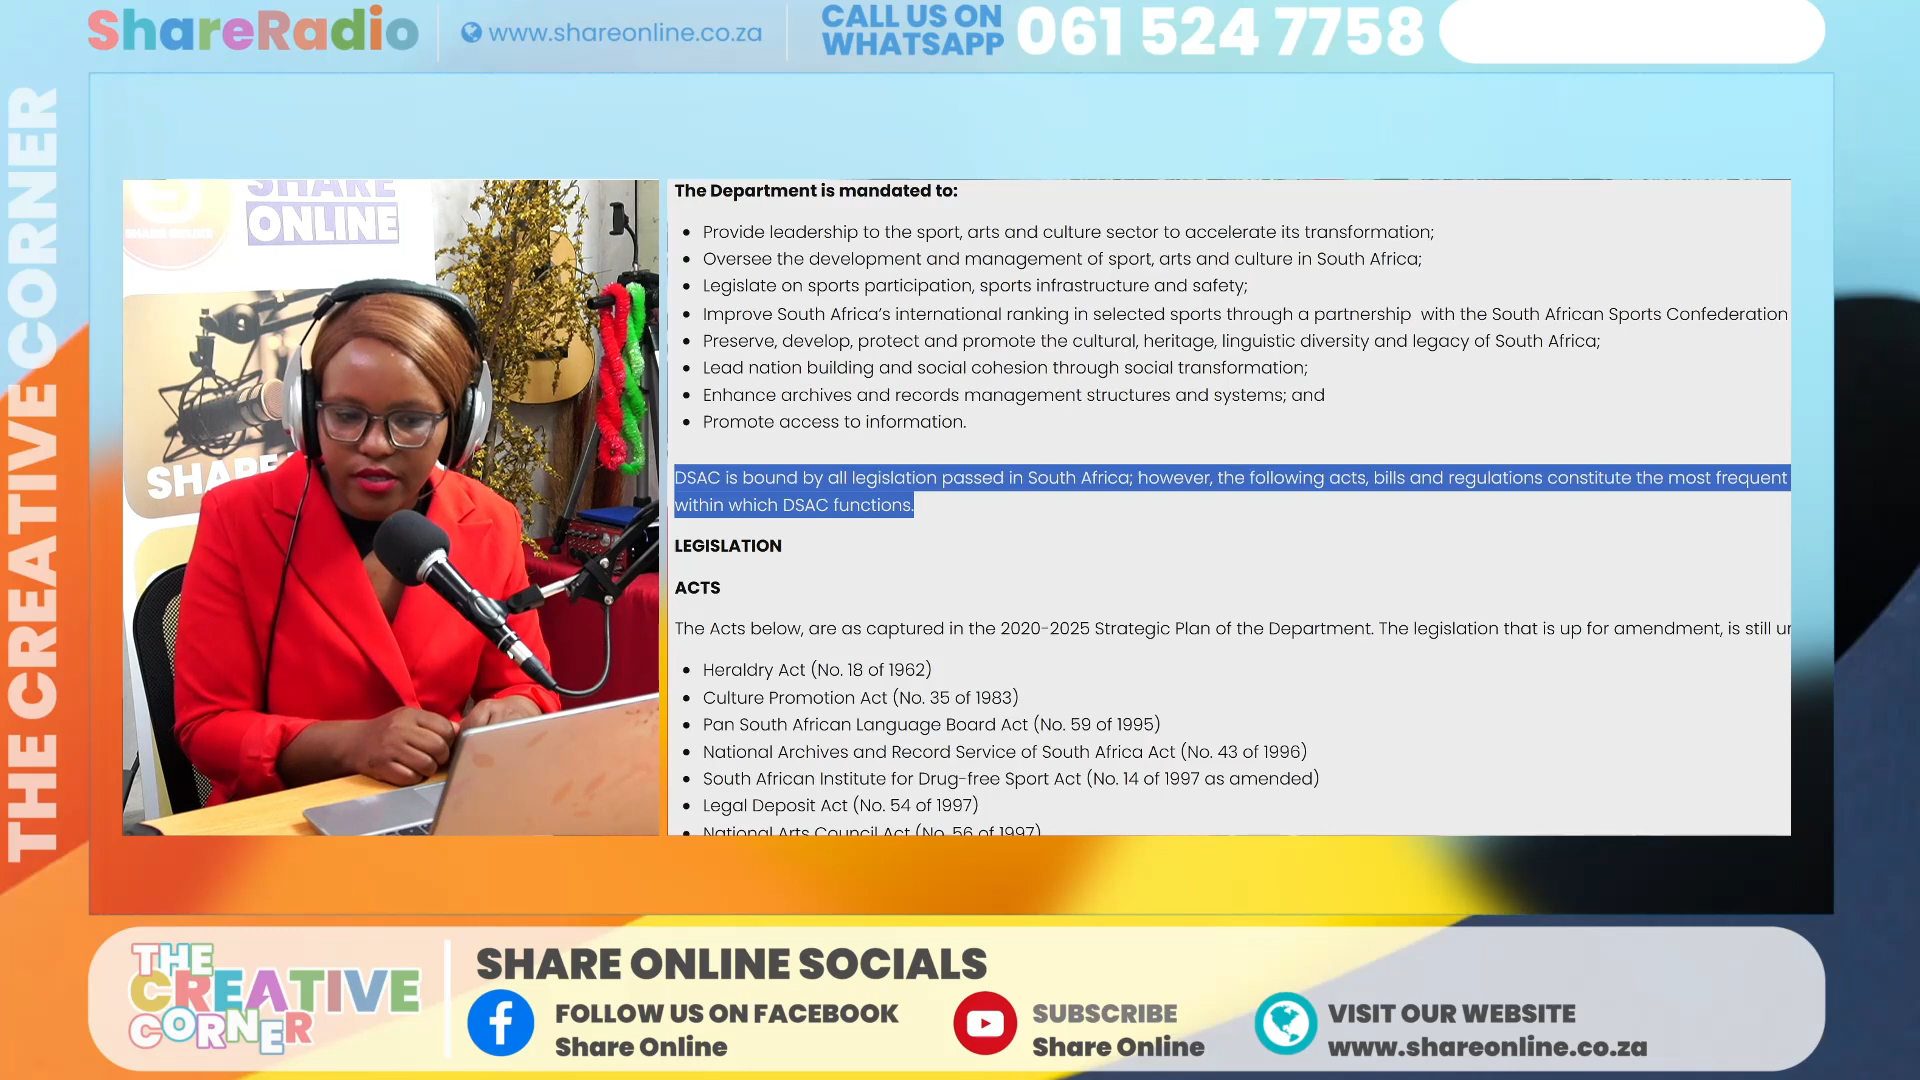 ShareRadio
www.shareonline.co.za
CALL US ON
WHATSAPP
061 524 7758
THE CREATIVE CORNER
SHARE
ONLINE
The Department is mandated to:
• Provide leadership to the sport, arts and culture sector to accelerate its transformation;
• Oversee the development and management of sport, arts and culture in South Africa;
• Legislate on sports participation, sports infrastructure and safety;
• Improve South Africa's international ranking in selected sports through a partnership with the South African Sports Confederation
• Preserve, develop, protect and promote the cultural, heritage, linguistic diversity and legacy of South Africa;
• Lead nation building and social cohesion through social transformation;
• Enhance archives and records management structures and systems; and
• Promote access to information.
DSAC is bound by all legislation passed in South Africa; however, the following acts, bills and regulations constitute the most frequent
within which DSAC functions.
LEGISLATION
ACTS
The Acts below, are as captured in the 2020-2025 Strategic Plan of the Department. The legislation that is up for amendment, is still
• Heraldry Act (No. 18 of 1962)
• Culture Promotion Act (No. 35 of 1983)
• Pan South African Language Board Act (No. 59 of 1995)
• National Archives and Record Service of South Africa Act (No. 43 of 1996)
• South African Institute for Drug-free Sport Act (No. 14 of 1997 as amended)
• Legal Deposit Act (No. 54 of 1997)
• National Arts Council Act (No. 56 of 1997)
THE
CREATIVE
CORNER
SHARE ONLINE SOCIALS
FOLLOW US ON FACEBOOK
Share Online
SUBSCRIBE
Share Online
VISIT OUR WEBSITE
www.shareonline.co.za